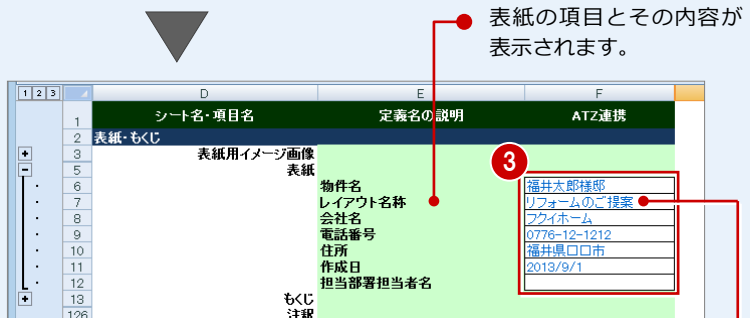 表紙の項目とその内容が
表示されます。
1 2 3 D E F
1 シート名・項目名 定義名の説明 ATZ連携
2 表紙・もくじ
3 表紙用イメージ画像
3
5 表紙
6 物件名 福井太郎様邸
7 レイアウト名称 リフォームのご提案
8 会社名 フクイホーム
9 電話番号 0776-12-1212
10 住所 福井県口口市
11 作成日 2013/9/1
12 担当部署担当者名
13 もくじ
126 注釈